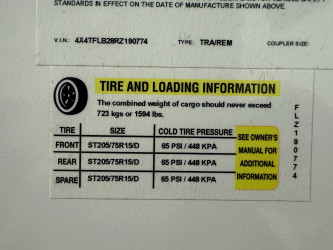 STANDARDS IN EFFECT ON THE DATE OF MANUFACTURE SHOWN ABOVE.
V.I.N.: 4X4TFLB28RZ190774 TYPE: TRA/REM COUPLER SIZE:
TIRE AND LOADING INFORMATION
The combined weight of cargo should never exceed
723 kgs or 1594 lbs.
TIRE SIZE COLD TIRE PRESSURE
FRONT ST205/75R15/D 65 PSI / 448 KPA
REAR ST205/75R15/D 65 PSI / 448 KPA
SPARE ST205/75R15/D 65 PSI / 448 KPA
SEE OWNER'S
MANUAL FOR
ADDITIONAL
INFORMATION
FLZ190774